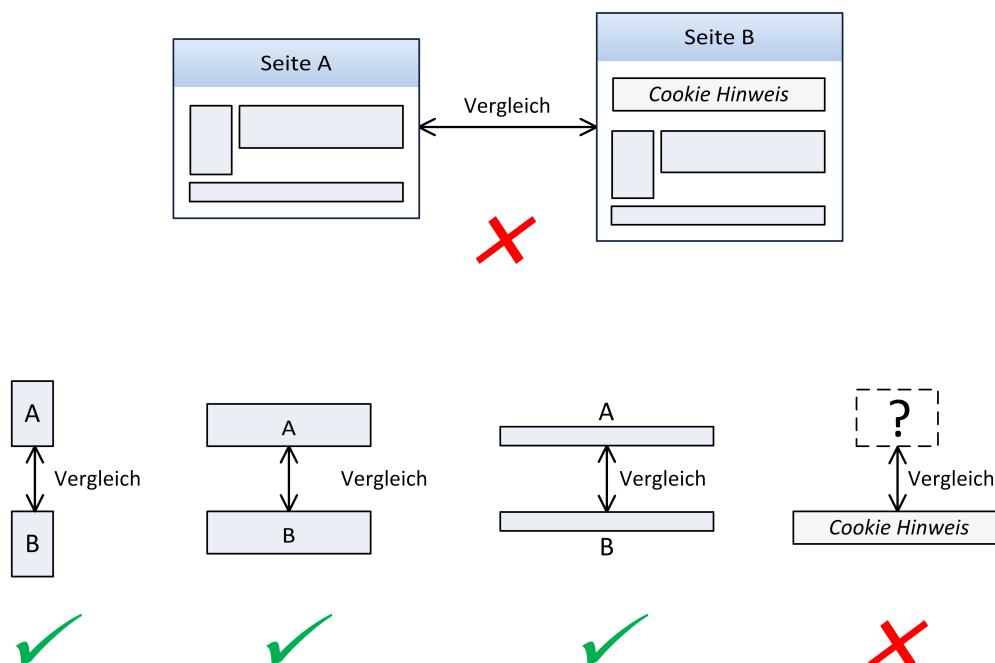 Seite A
Seite B
Cookie Hinweis
Vergleich
A
A
A
?
Vergleich
Vergleich
Vergleich
Vergleich
B
B
B
Cookie Hinweis